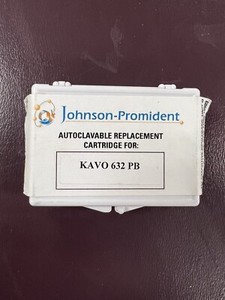 Johnson-Promident
AUTOCLAVABLE REPLACEMENT
CARTRIDGE FOR:
KAVO 632 PB